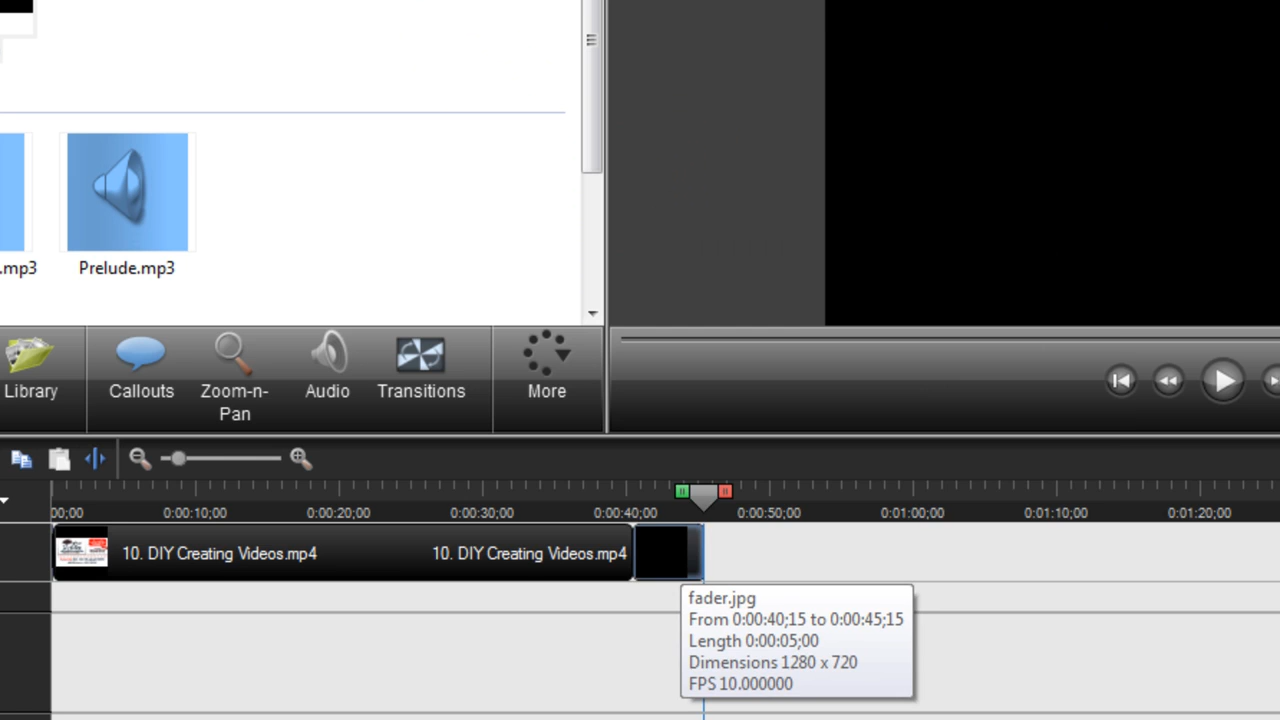 .mp3
Prelude.mp3
Library
Callouts
Zoom-n-
Pan
Audio
Transitions
More
00;00
0:00:10;00
0:00:20;00
0:00:30;00
0:00:40;00
0:00:50;00
0:01:00;00
0:01:10;00
0:01:20;00
10. DIY Creating Videos.mp4
10. DIY Creating Videos.mp4
fader.jpg
From 0:00:40;15 to 0:00:45;15
Length 0:00:05;00
Dimensions 1280 x 720
FPS 10.000000